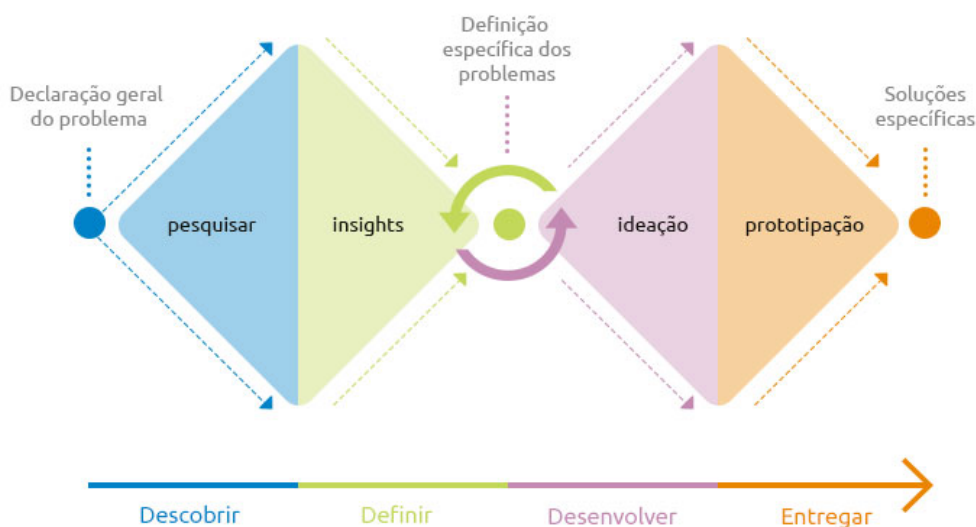 Declaração geral
do problema
Definição
específica dos
problemas
Soluções
específicas
pesquisar
insights
ideação
prototipação
Descobrir
Definir
Desenvolver
Entregar